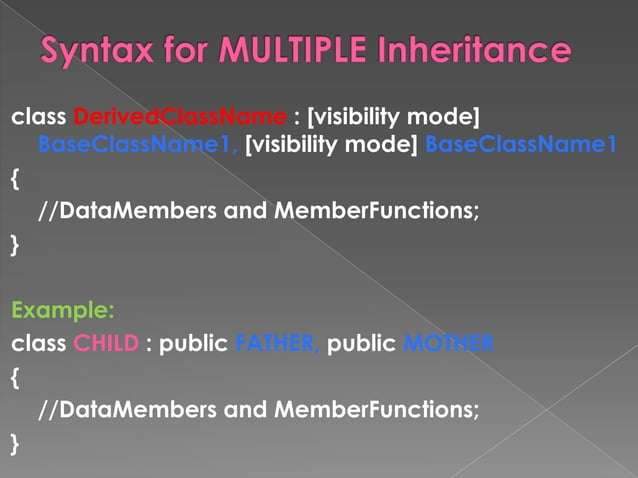 Syntax for MULTIPLE Inheritance
class DerivedClassName : [visibility mode]
BaseClassName1, [visibility mode] BaseClassName1
{
//DataMembers and MemberFunctions;
}
Example:
class CHILD : public FATHER, public MOTHER
{
//DataMembers and MemberFunctions;
}